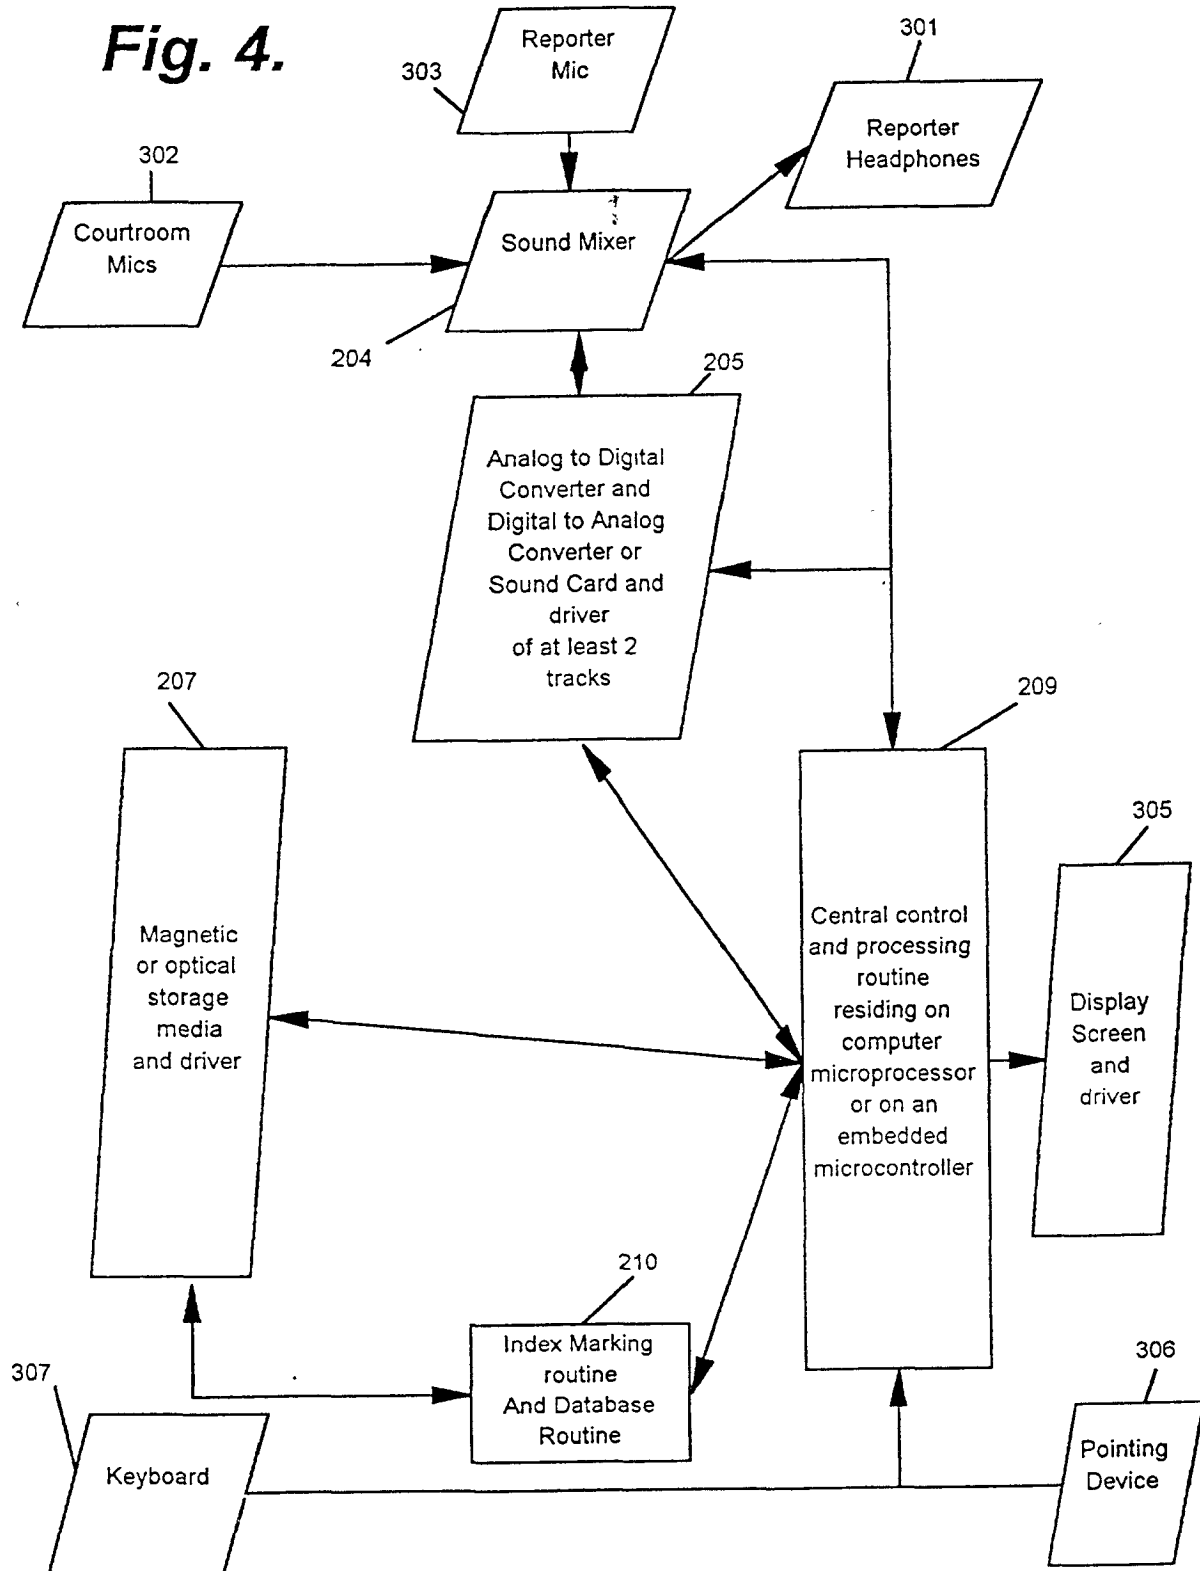 Fig. 4.
Reporter
Mic
303
301
Reporter
Headphones
302
Courtroom
Mics
Sound Mixer
204
205
Analog to Digital
Converter and
Digital to Analog
Converter or
Sound Card and
driver
of at least 2
tracks
207
209
Magnetic
or optical
storage
media
and driver
Central control
and processing
routine
residing on
computer
microprocessor
or on an
embedded
microcontroller
305
Display
Screen
and
driver
210
Index Marking
routine
And Database
Routine
307
Keyboard
306
Pointing
Device